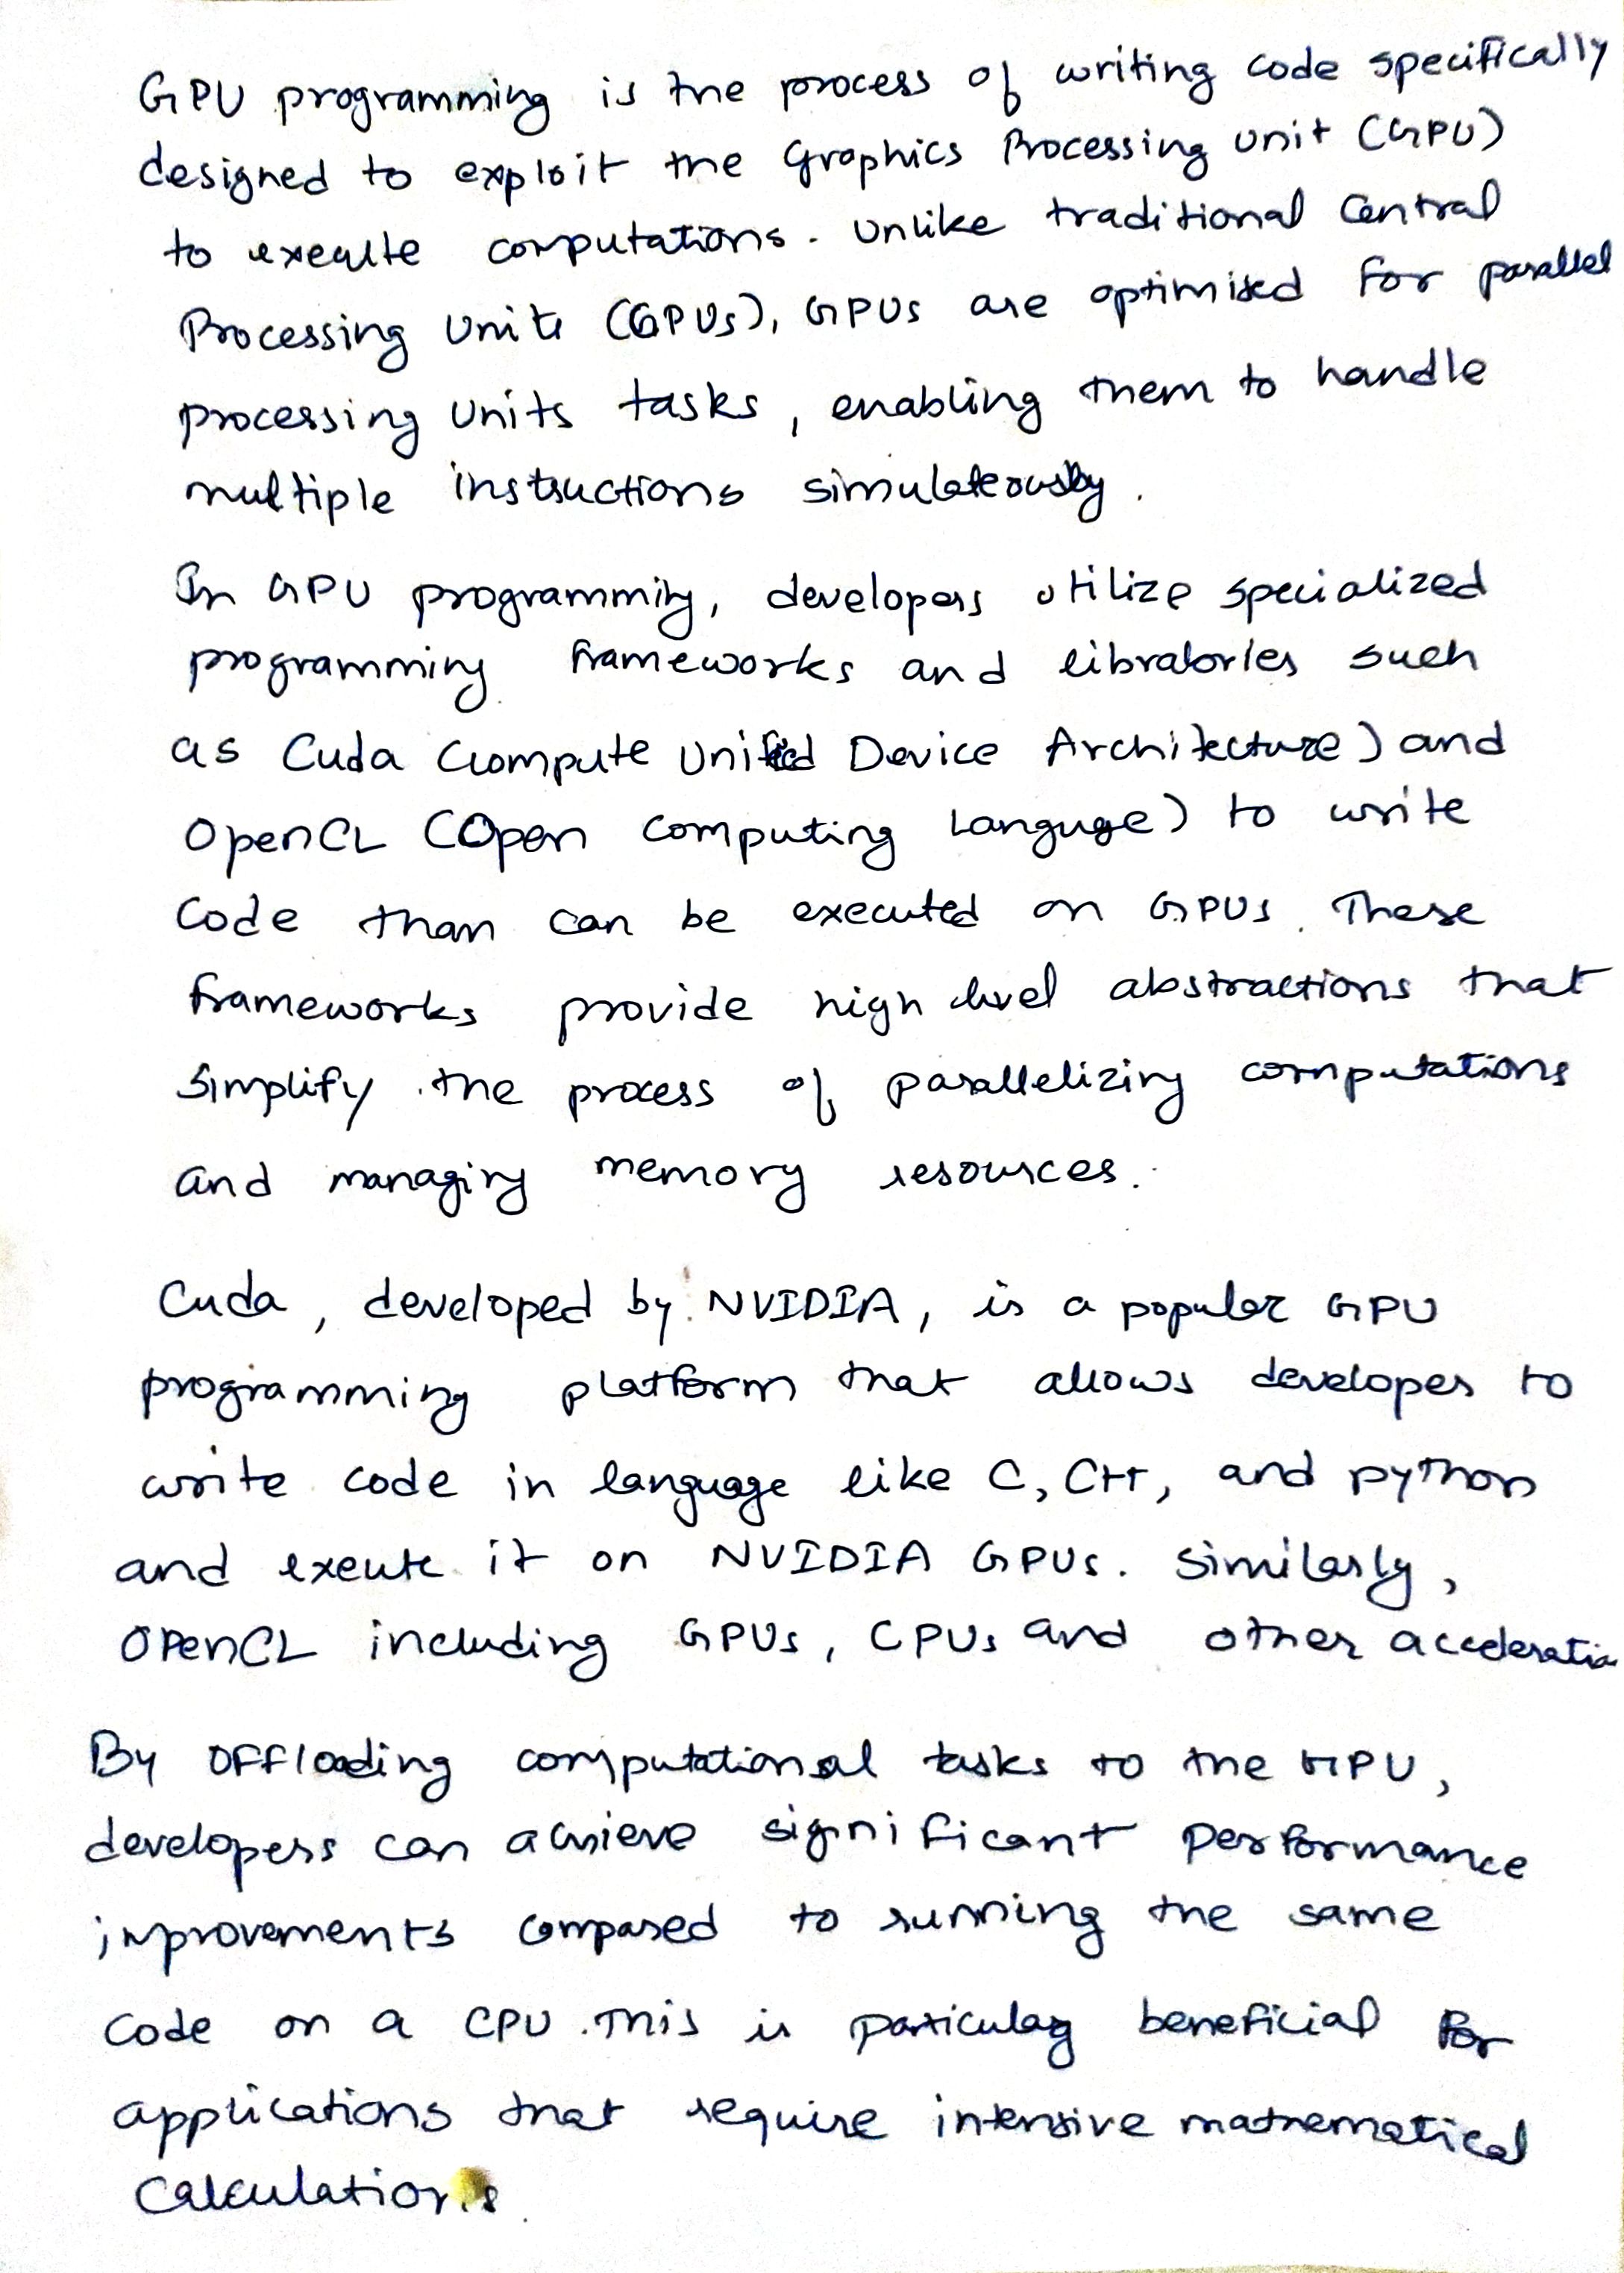 GPU programming is the process of writing code specifically
designed to exploit the Graphics Processing unit (GPU)
to execute computations. Unlike traditional Central
Processing Units (GPUs), GPUs are optimized for parallel
processing units tasks, enabling them to handle
multiple instructions simulateously.
In GPU programming, developers utilize specialized
programming frameworks and libratories such
as Cuda (Compute Unified Device Architecture) and
OpenCL (Open Computing Languge) to write
Code than can be executed on GPUs. These
frameworks provide high level abstractions that
Simplify the process of parallelizing computations
and managing memory resources.
Cuda, developed by NVIDIA, is a popular GPU
programming platform that allows developes to
write code in language like C, C++, and python
and exeute it on NVIDIA GPUs. Similarly,
OPenCL including GPUs, CPUs and other
By OFFloading computational tasks to the GPU,
developers can achieve significant performance
improvements compared to running the same
Code on a CPU. This is particulary beneficial for
applications that require intensive mathematical
Calculations.